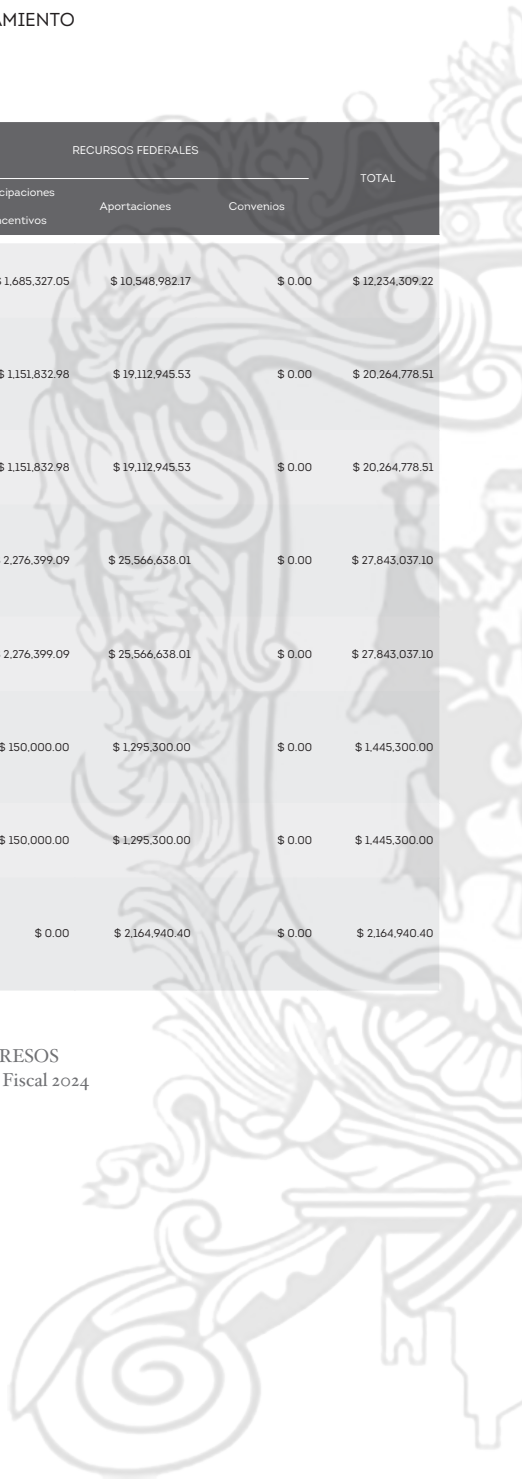 AMIENTO
RECURSOS FEDERALES
TOTAL
cipaciones
ncentivos
Aportaciones
Convenios
$ 1,685,327.05 $ 10,548,982.17 $ 0.00 $ 12,234,309.22
$ 1,151,832.98 $ 19,112,945.53 $ 0.00 $ 20,264,778.51
$ 1,151,832.98 $ 19,112,945.53 $ 0.00 $ 20,264,778.51
2,276,399.09 $ 25,566,638.01 $ 0.00 $ 27,843,037.10
2,276,399.09 $ 25,566,638.01 $ 0.00 $ 27,843,037.10
$ 150,000.00 $ 1,295,300.00 $ 0.00 $ 1,445,300.00
$ 150,000.00 $ 1,295,300.00 $ 0.00 $ 1,445,300.00
$ 0.00 $ 2,164,940.40 $ 0.00 $ 2,164,940.40
RESOS
Fiscal 2024